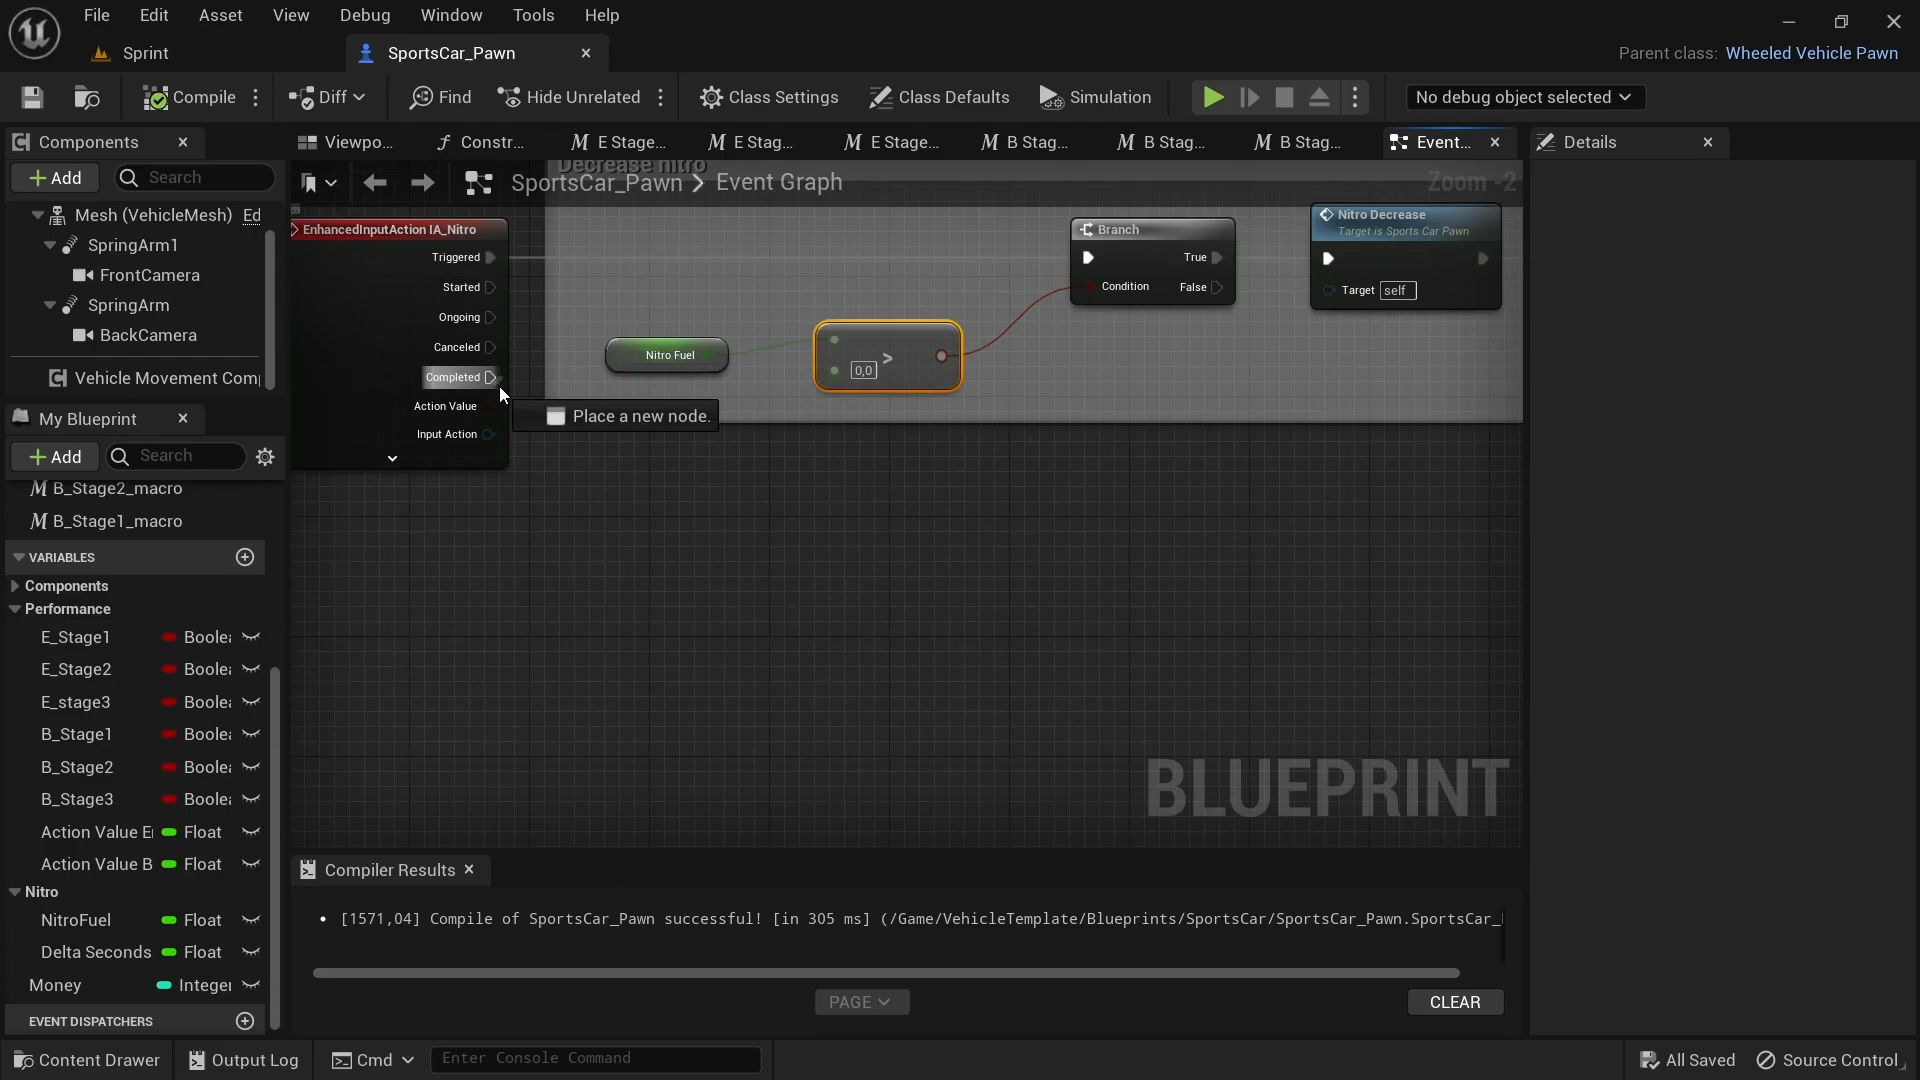 File Edit Asset View Debug Window Tools Help
Sprint
SportsCar_Pawn
Parent class: Wheeled Vehicle Pawn
Compile
Diff
Find
Hide Unrelated
Class Settings
Class Defaults
Simulation
No debug object selected
Components
Viewpo...
Constr...
E Stage...
E Stag...
E Stage...
B Stag...
B Stag...
B Stag...
Event...
Details
+ Add
Search
Mesh (VehicleMesh) Ed
SpringArm1
FrontCamera
SpringArm
BackCamera
Vehicle Movement Com
Decrease nitro
SportsCar_Pawn > Event Graph
Zoom -2
EnhancedInputAction IA_Nitro
Triggered
Started
Ongoing
Canceled
Completed
Action Value
Input Action
Nitro Fuel
0,0
>
Branch
True
Condition
False
Nitro Decrease
Target is Sports Car Pawn
Target self
Place a new node.
BLUEPRINT
My Blueprint
+ Add
Search
B_Stage2_macro
B_Stage1_macro
VARIABLES
Components
Performance
E_Stage1 Boole
E_Stage2 Boole
E_stage3 Boole
B_Stage1 Boole
B_Stage2 Boole
B_Stage3 Boole
Action Value E Float
Action Value B Float
Nitro
NitroFuel Float
Delta Seconds Float
Money Intege
EVENT DISPATCHERS
Compiler Results
• [1571,04] Compile of SportsCar_Pawn successful! [in 305 ms] (/Game/VehicleTemplate/Blueprints/SportsCar/SportsCar_Pawn.SportsCar_
PAGE
CLEAR
Content Drawer
Output Log
Cmd
Enter Console Command
All Saved
Source Control